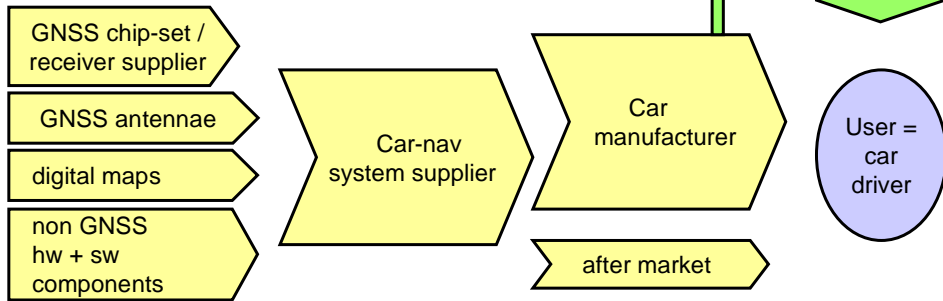 GNSS chip-set /
receiver supplier
GNSS antennae
digital maps
non GNSS
hw + sw
components
Car-nav
system supplier
Car
manufacturer
after market
User =
car
driver